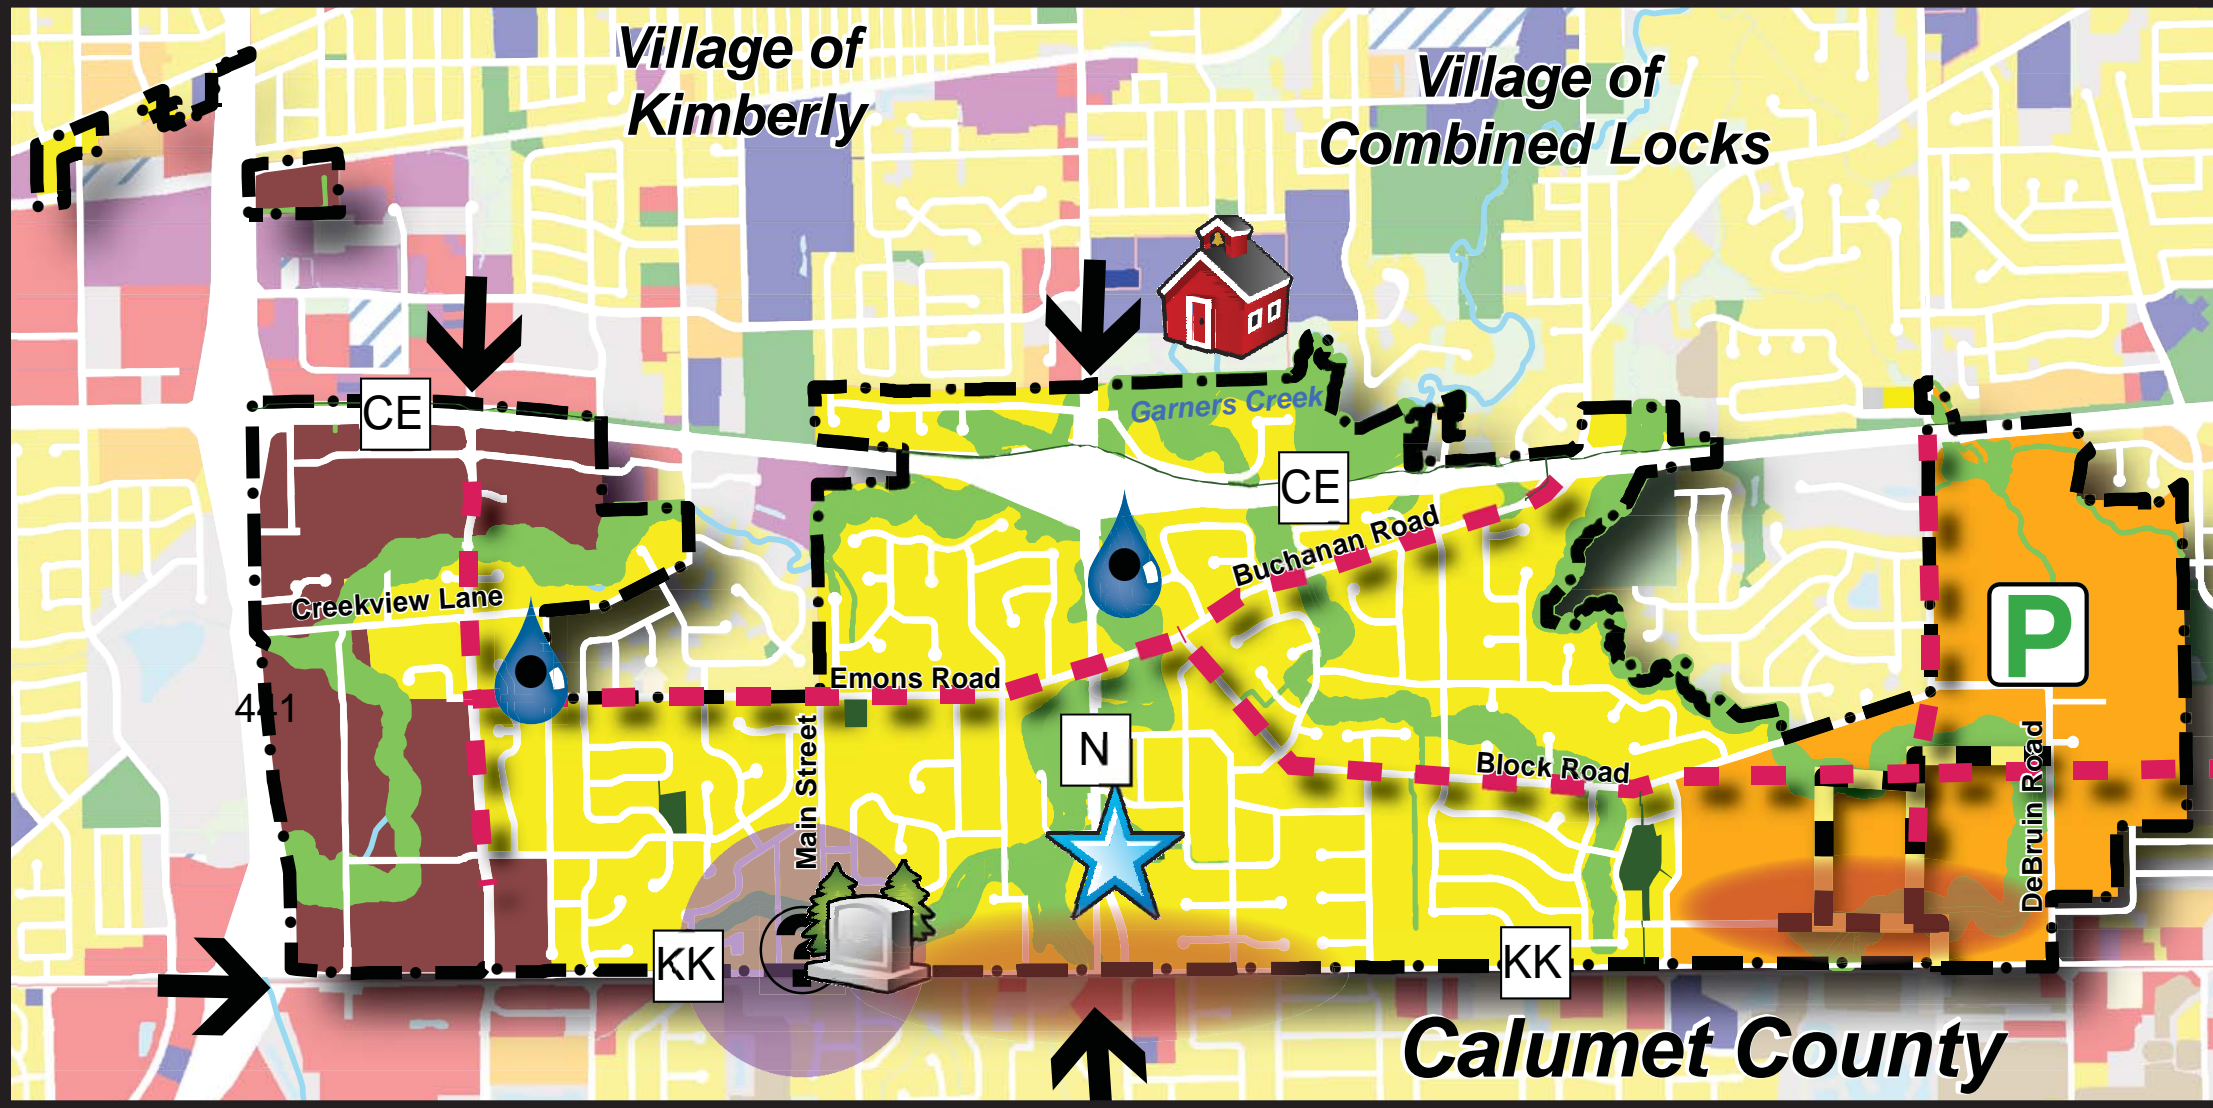 Village of
Kimberly
Village of
Combined Locks
Garners Creek
CE
CE
Buchanan Road
Creekview Lane
P
Emons Road
441
N
Main Street
Block Road
DeBruin Road
KK
KK
Calumet County